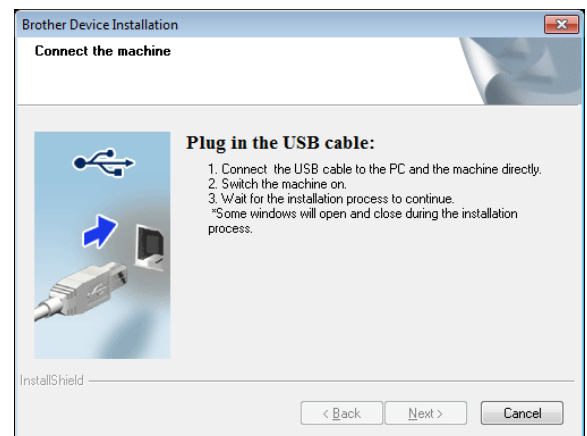 Brother Device Installation
Connect the machine
Plug in the USB cable:
1. Connect the USB cable to the PC and the machine directly.
2. Switch the machine on.
3. Wait for the installation process to continue.
*Some windows will open and close during the installation
process.
InstallShield
< Back
Next >
Cancel